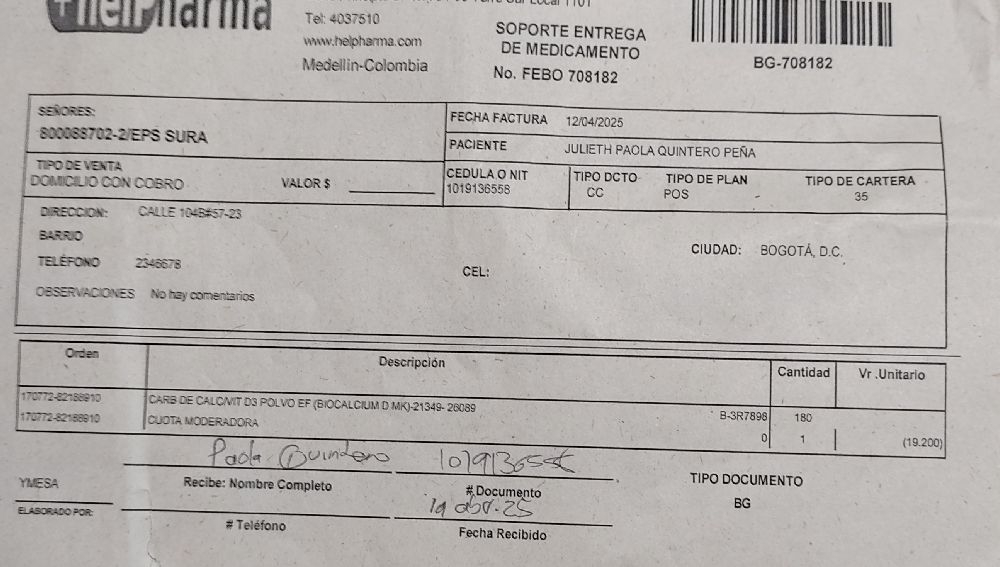 helPharma
Tel: 4037510
www.helpharma.com
Medellin-Colombia
SOPORTE ENTREGA
DE MEDICAMENTO
No. FEBO 708182
BG-708182
SEÑORES:
800088702-2/EPS SURA
FECHA FACTURA 12/04/2025
PACIENTE JULIETH PAOLA QUINTERO PEÑA
TIPO DE VENTA
DOMICILIO CON COBRO VALOR $
CEDULA O NIT TIPO DCTO TIPO DE PLAN TIPO DE CARTERA
1019136558 CC POS 35
DIRECCION: CALLE 104B#57-23
BARRIO
CIUDAD: BOGOTÁ, D.C.
TELÉFONO 2346678
CEL:
OBSERVACIONES No hay comentarios
Orden Descripción Cantidad Vr .Unitario
170772-82188910 CARB DE CALC/VIT D3 POLVO EF (BIOCALCIUM D MK)-21349- 26089 B-3R7898 180
170772-82188910 CUOTA MODERADORA 0 1 (19.200)
Paola Quintero
YMESA Recibe: Nombre Completo # Documento TIPO DOCUMENTO
19 abr-25 BG
ELABORADO POR: # Teléfono Fecha Recibido